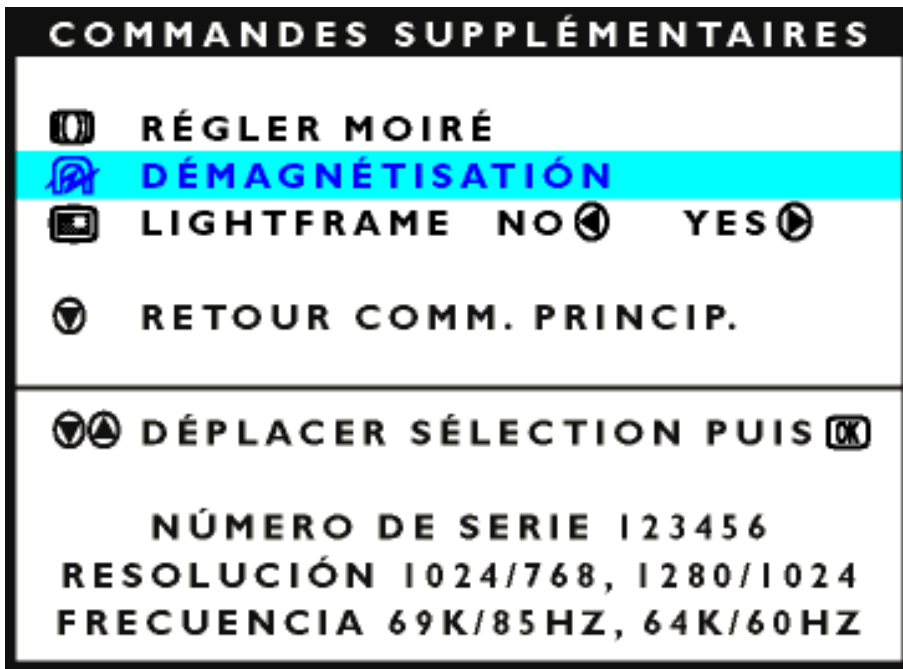 COMMANDES SUPPLÉMENTAIRES
RÉGLER MOIRÉ
DÉMAGNÉTISATIÓN
LIGHTFRAME NO YES
RETOUR COMM. PRINCIP.
DÉPLACER SÉLECTION PUIS OK
NÚMERO DE SERIE 123456
RESOLUCIÓN 1024/768, 1280/1024
FRECUENCIA 69K/85HZ, 64K/60HZ